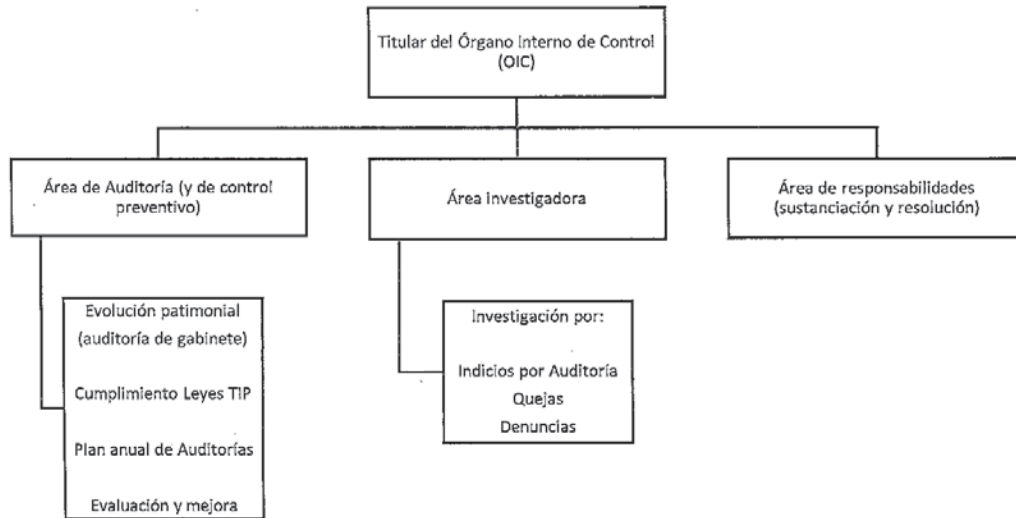 Titular del Órgano Interno de Control
(OIC)
Área de Auditoría (y de control
preventivo)
Área Investigadora
Área de responsabilidades
(sustanciación y resolución)
Evolución patimonial
(auditoría de gabinete)
Cumplimiento Leyes TIP
Plan anual de Auditorías
Evaluación y mejora
Investigación por:
Indicios por Auditoría
Quejas
Denuncias